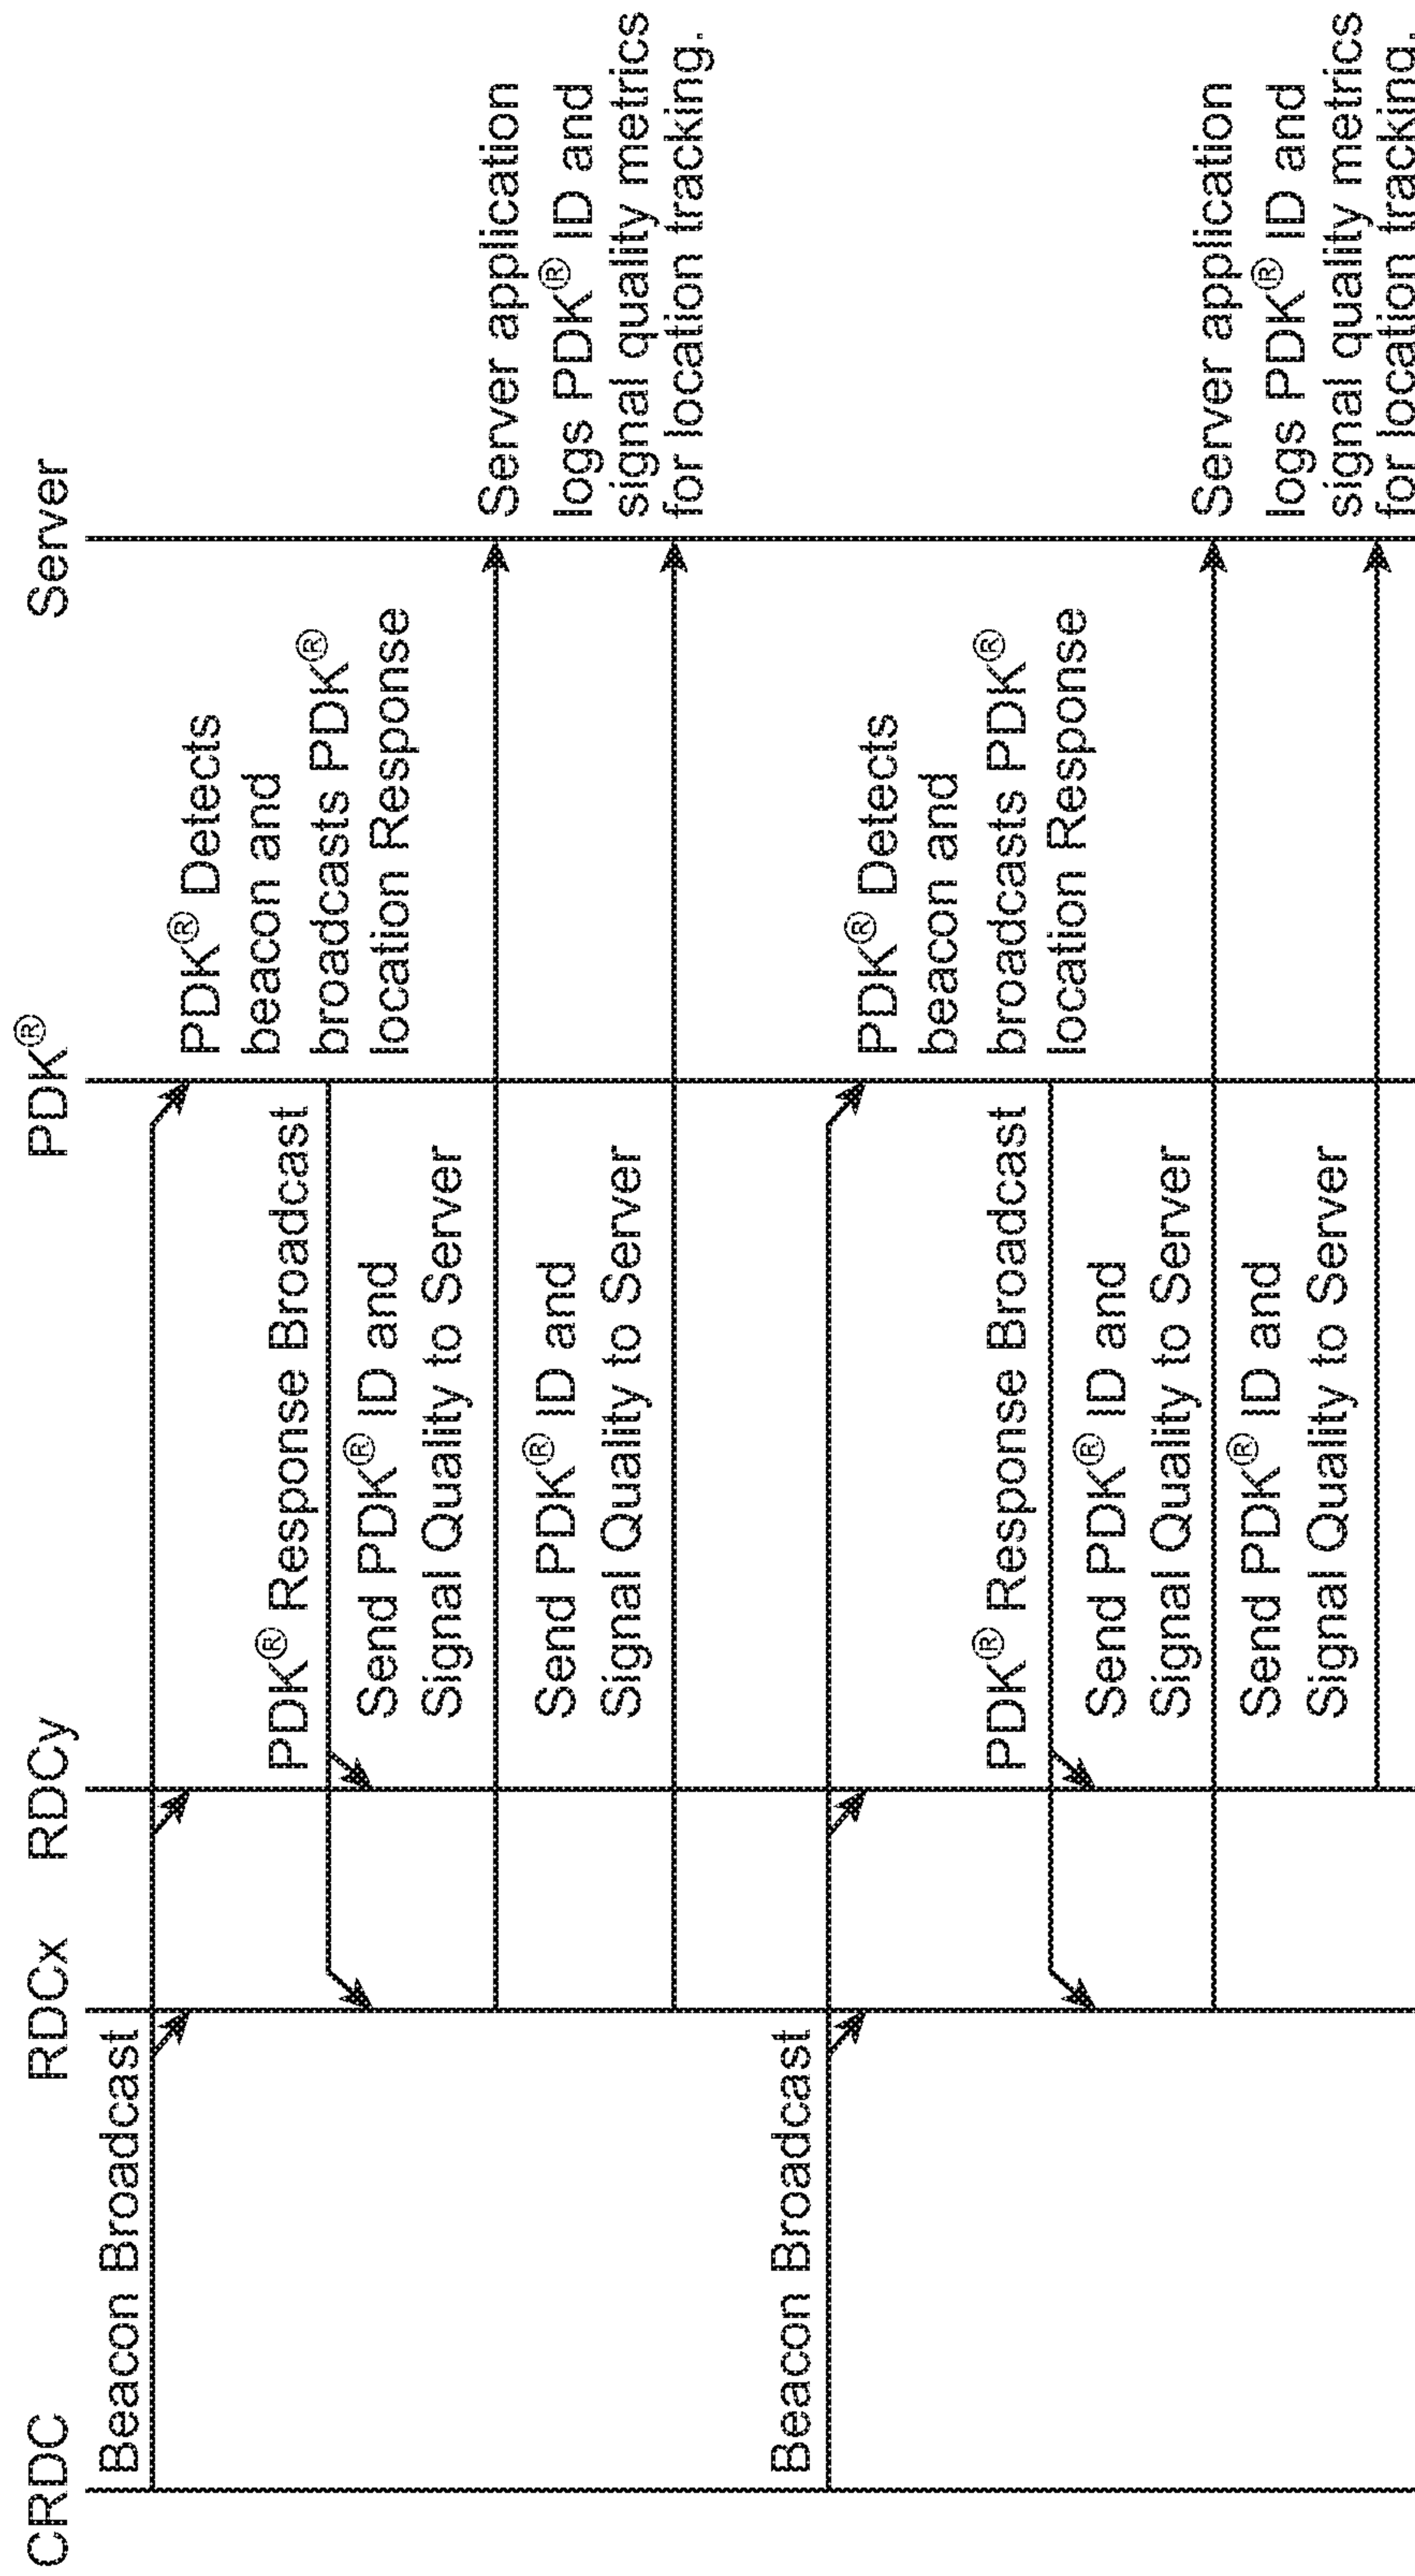 CRDC
RDCx
RDCy
PDK®
Server
Beacon Broadcast
PDK® Detects
beacon and
broadcasts PDK®
location Response
PDK® Response Broadcast
Send PDK® ID and
Signal Quality to Server
Server application
logs PDK® ID and
signal quality metrics
for location tracking.
Send PDK® ID and
Signal Quality to Server
Beacon Broadcast
PDK® Detects
beacon and
broadcasts PDK®
location Response
PDK® Response Broadcast
Send PDK® ID and
Signal Quality to Server
Server application
logs PDK® ID and
signal quality metrics
for location tracking.
Send PDK® ID and
Signal Quality to Server